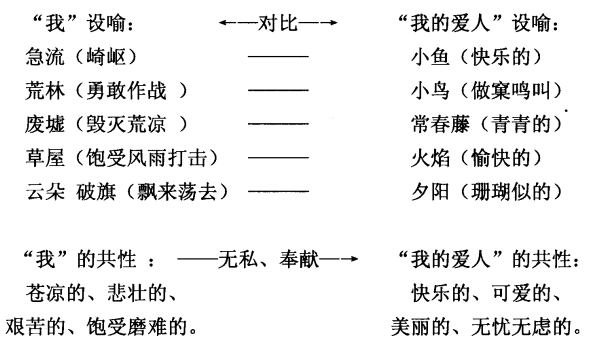 “我”设喻： ←—对比—→ “我的爱人”设喻：
急流（崎岖） —— 小鱼（快乐的）
荒林（勇敢作战 ） —— 小鸟（做窠鸣叫）
废墟（毁灭荒凉 ） —— 常春藤（青青的）
草屋（饱受风雨打击） —— 火焰（愉快的）
云朵 破旗（飘来荡去） —— 夕阳（珊瑚似的）
“我”的共性 ： ——无私、奉献—→ “我的爱人”的共性：
苍凉的、悲壮的、 快乐的、可爱的、
艰苦的、饱受磨难的。 美丽的、无忧无虑的。